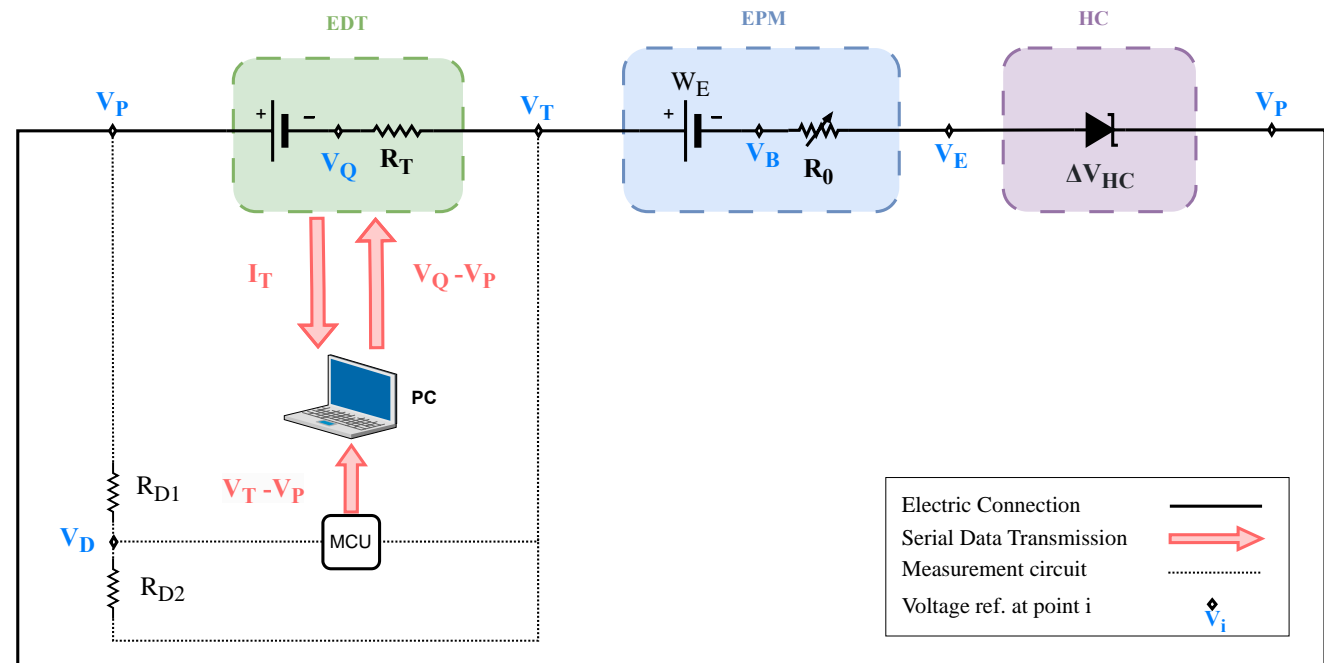 EDT
EPM
HC
V_P
V_T
W_E
V_P
+
−
+
−
V_Q
R_T
V_B
R_0
V_E
ΔV_HC
I_T
V_Q -V_P
PC
R_D1
V_T -V_P
V_D
MCU
R_D2
Electric Connection
Serial Data Transmission
Measurement circuit
Voltage ref. at point i
V_i